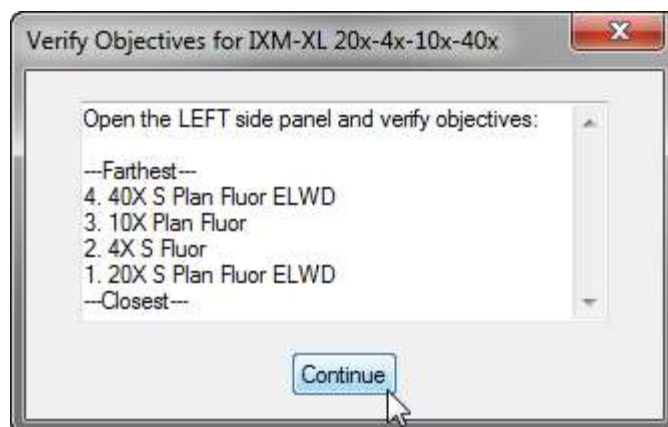 Verify Objectives for IXM-XL 20x-4x-10x-40x
Open the LEFT side panel and verify objectives:
---Farthest---
4. 40X S Plan Fluor ELWD
3. 10X Plan Fluor
2. 4X S Fluor
1. 20X S Plan Fluor ELWD
---Closest---
Continue